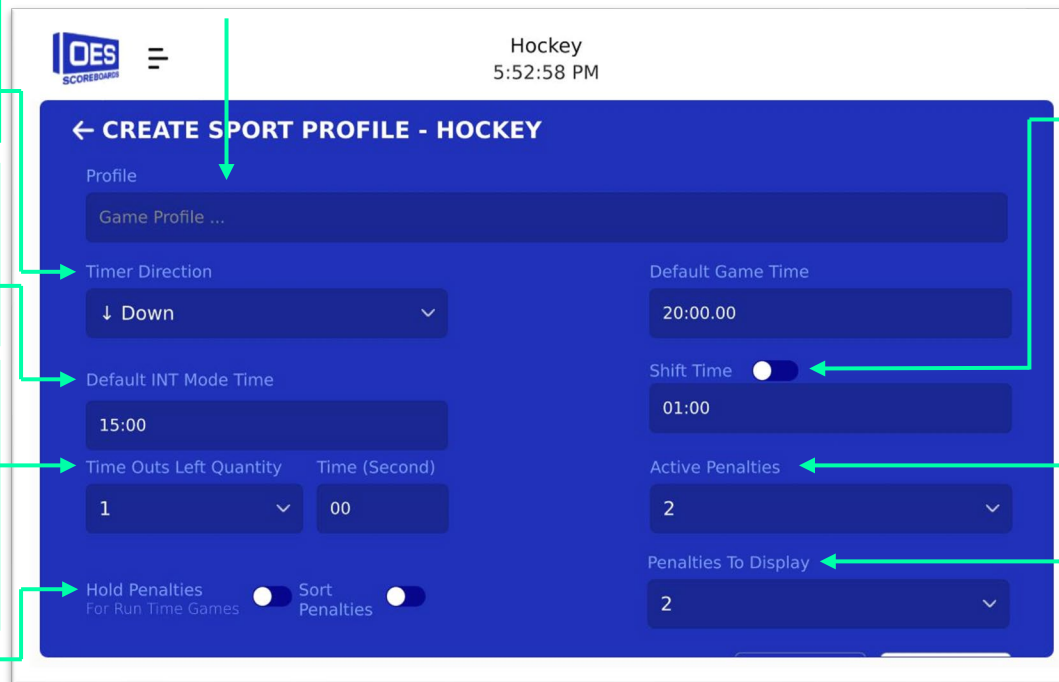 OES
SCOREBOARDS
Hockey
5:52:58 PM
← CREATE SPORT PROFILE - HOCKEY
Profile
Game Profile ...
Timer Direction
↓ Down
Default Game Time
20:00.00
Default INT Mode Time
15:00
Shift Time
01:00
Time Outs Left Quantity
1
Time (Second)
00
Active Penalties
2
Hold Penalties
For Run Time Games
Sort
Penalties
Penalties To Display
2